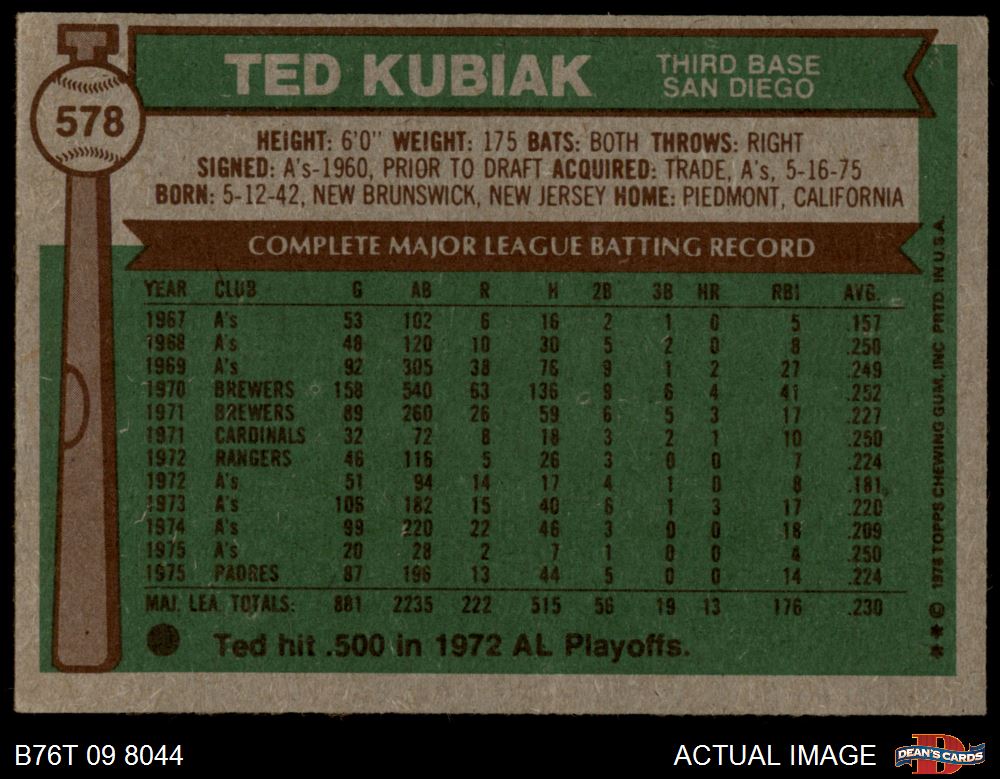 T
578
TED KUBIAK THIRD BASE
SAN DIEGO
HEIGHT: 6'0" WEIGHT: 175 BATS: BOTH THROWS: RIGHT
SIGNED: A's-1960, PRIOR TO DRAFT ACQUIRED: TRADE, A's, 5-16-75
BORN: 5-12-42, NEW BRUNSWICK, NEW JERSEY HOME: PIEDMONT, CALIFORNIA
COMPLETE MAJOR LEAGUE BATTING RECORD
YEAR CLUB G AB R H 2B 3B HR RBI AVG.
1967 A's 53 102 6 16 2 1 0 5 .157
1968 A's 48 120 10 30 5 2 0 8 .250
1969 A's 92 305 38 76 9 1 2 27 .249
1970 BREWERS 158 540 63 136 9 6 4 41 .252
1971 BREWERS 89 260 26 59 6 5 3 17 .227
1971 CARDINALS 32 72 8 18 3 2 1 10 .250
1972 RANGERS 46 116 5 26 3 0 0 7 .224
1972 A's 51 94 14 17 4 1 0 8 .181
1973 A's 106 182 15 40 6 1 3 17 .220
1974 A's 99 220 22 46 3 0 0 18 .209
1975 A's 20 28 2 7 1 0 0 4 .250
1975 PADRES 87 196 13 44 5 0 0 14 .224
MAJ. LEA. TOTALS: 881 2235 222 515 56 19 13 176 .230
Ted hit .500 in 1972 AL Playoffs.
** © 1976 TOPPS CHEWING GUM, INC PRTD IN U.S.A.
B76T 09 8044 ACTUAL IMAGE DEAN'S CARDS